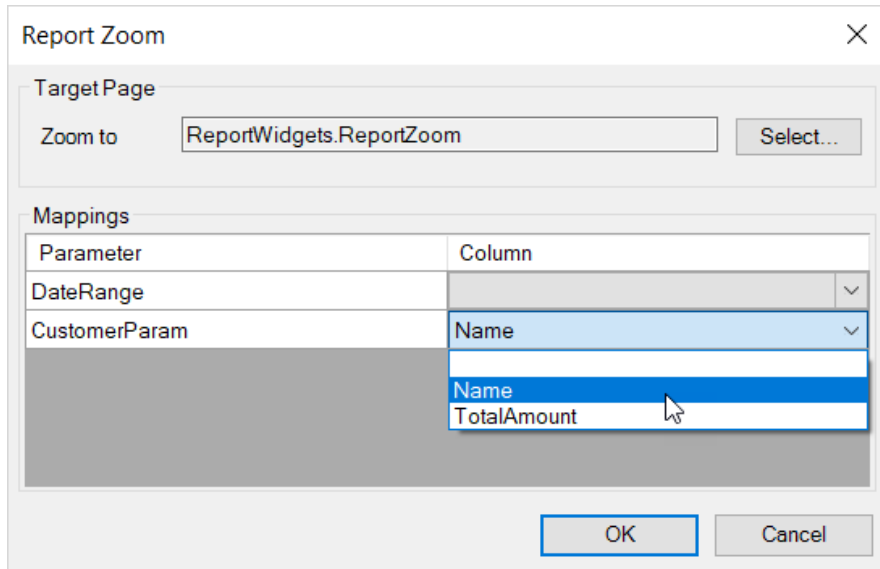 Report Zoom
Target Page
Zoom to ReportWidgets.ReportZoom Select...
Mappings
Parameter Column
DateRange
CustomerParam Name
Name
TotalAmount
OK Cancel